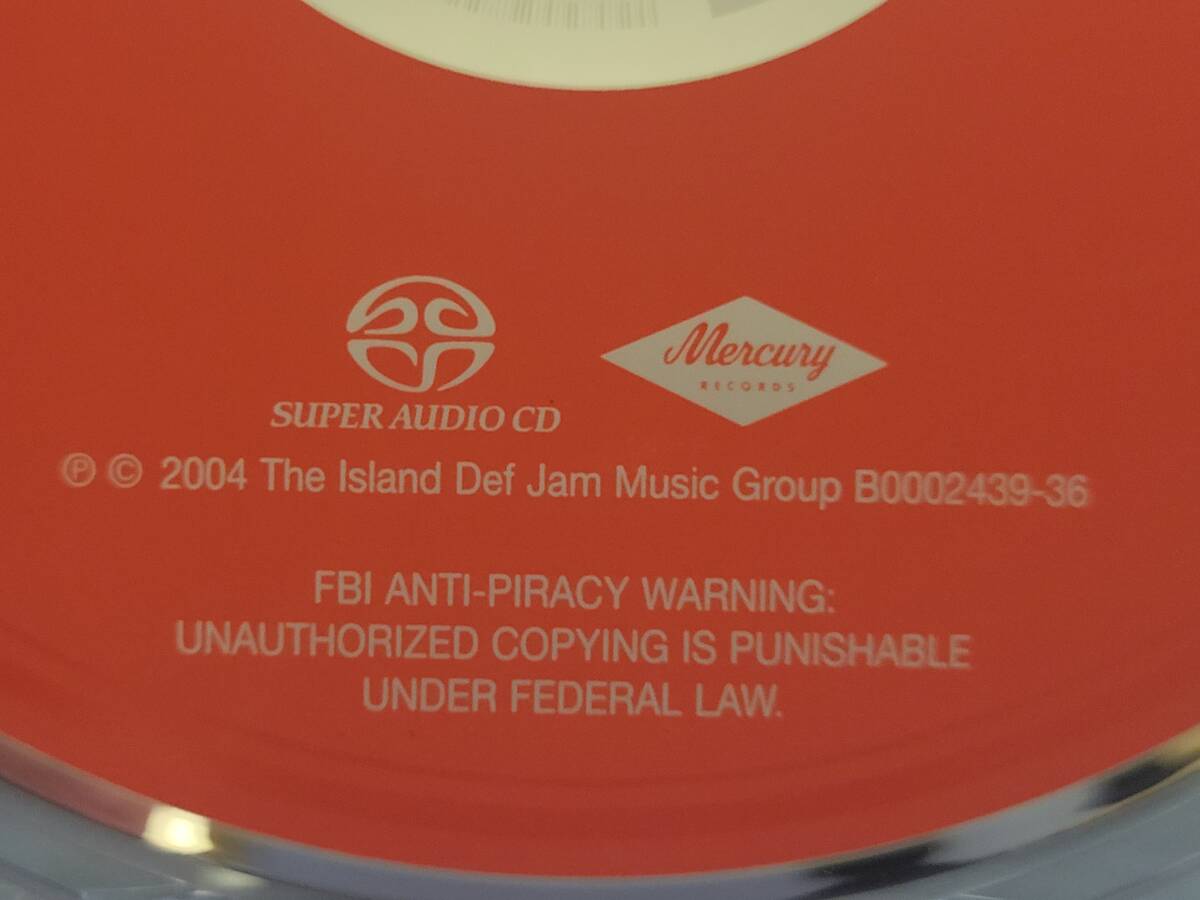 SUPER AUDIO CD
Mercury
RECORDS
℗ © 2004 The Island Def Jam Music Group B0002439-36
FBI ANTI-PIRACY WARNING:
UNAUTHORIZED COPYING IS PUNISHABLE
UNDER FEDERAL LAW.